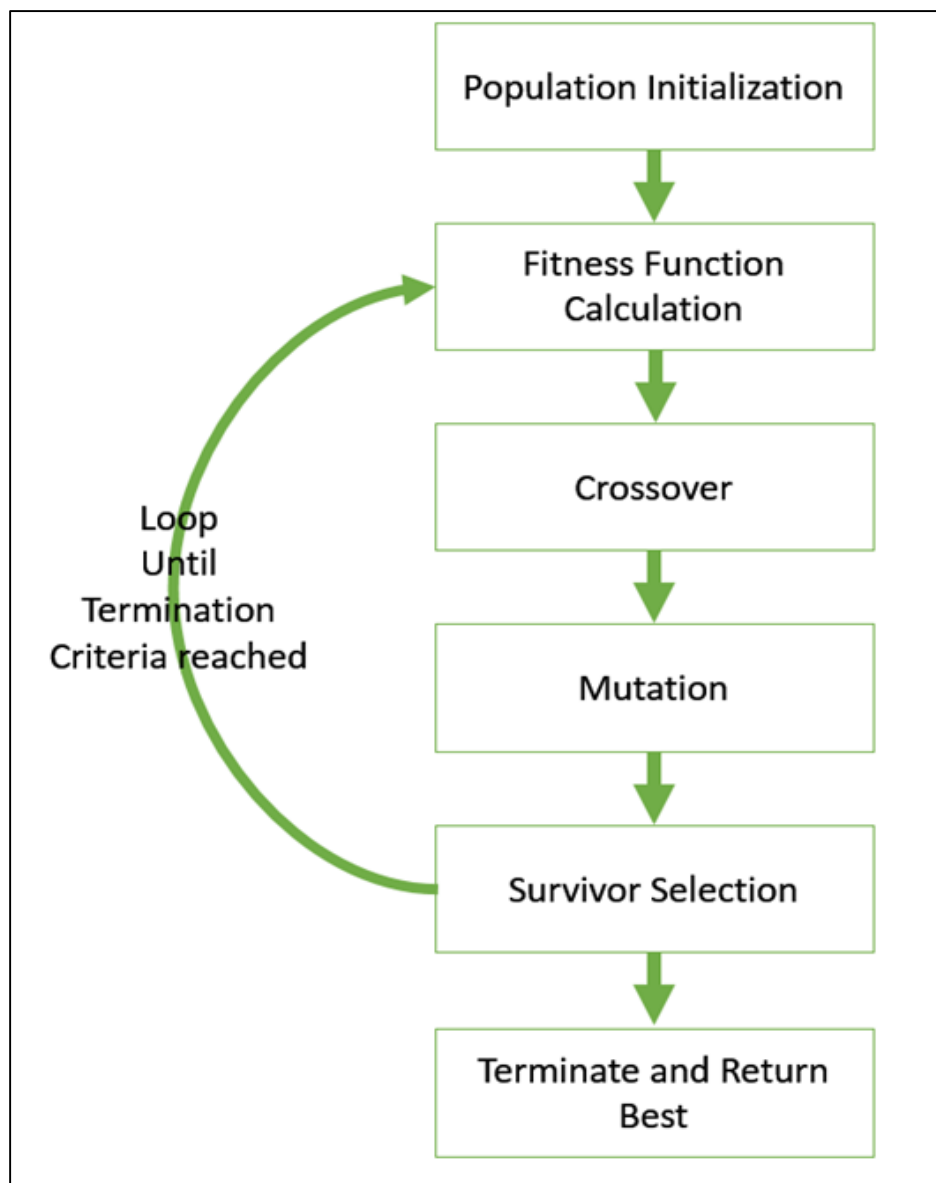 Population Initialization
Fitness Function
Calculation
Crossover
Loop
Until
Termination
Criteria reached
Mutation
Survivor Selection
Terminate and Return
Best